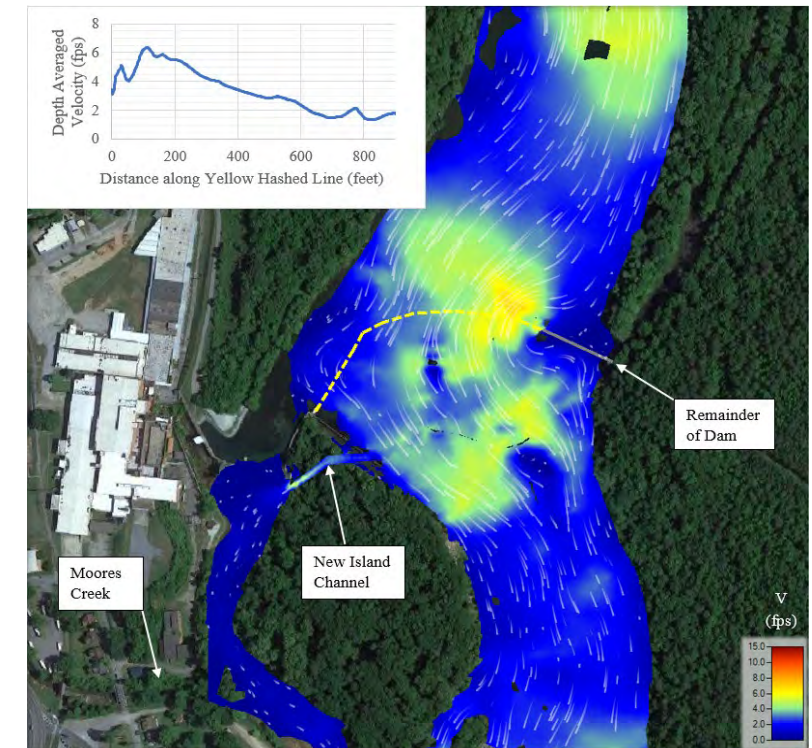 8
6
4
2
0
Depth Averaged
Velocity (fps)
0
200
400
600
800
Distance along Yellow Hashed Line (feet)
Remainder
of Dam
New Island
Channel
Moores
Creek
V
(fps)
15.0
10.0
8.0
6.0
4.0
2.0
0.0